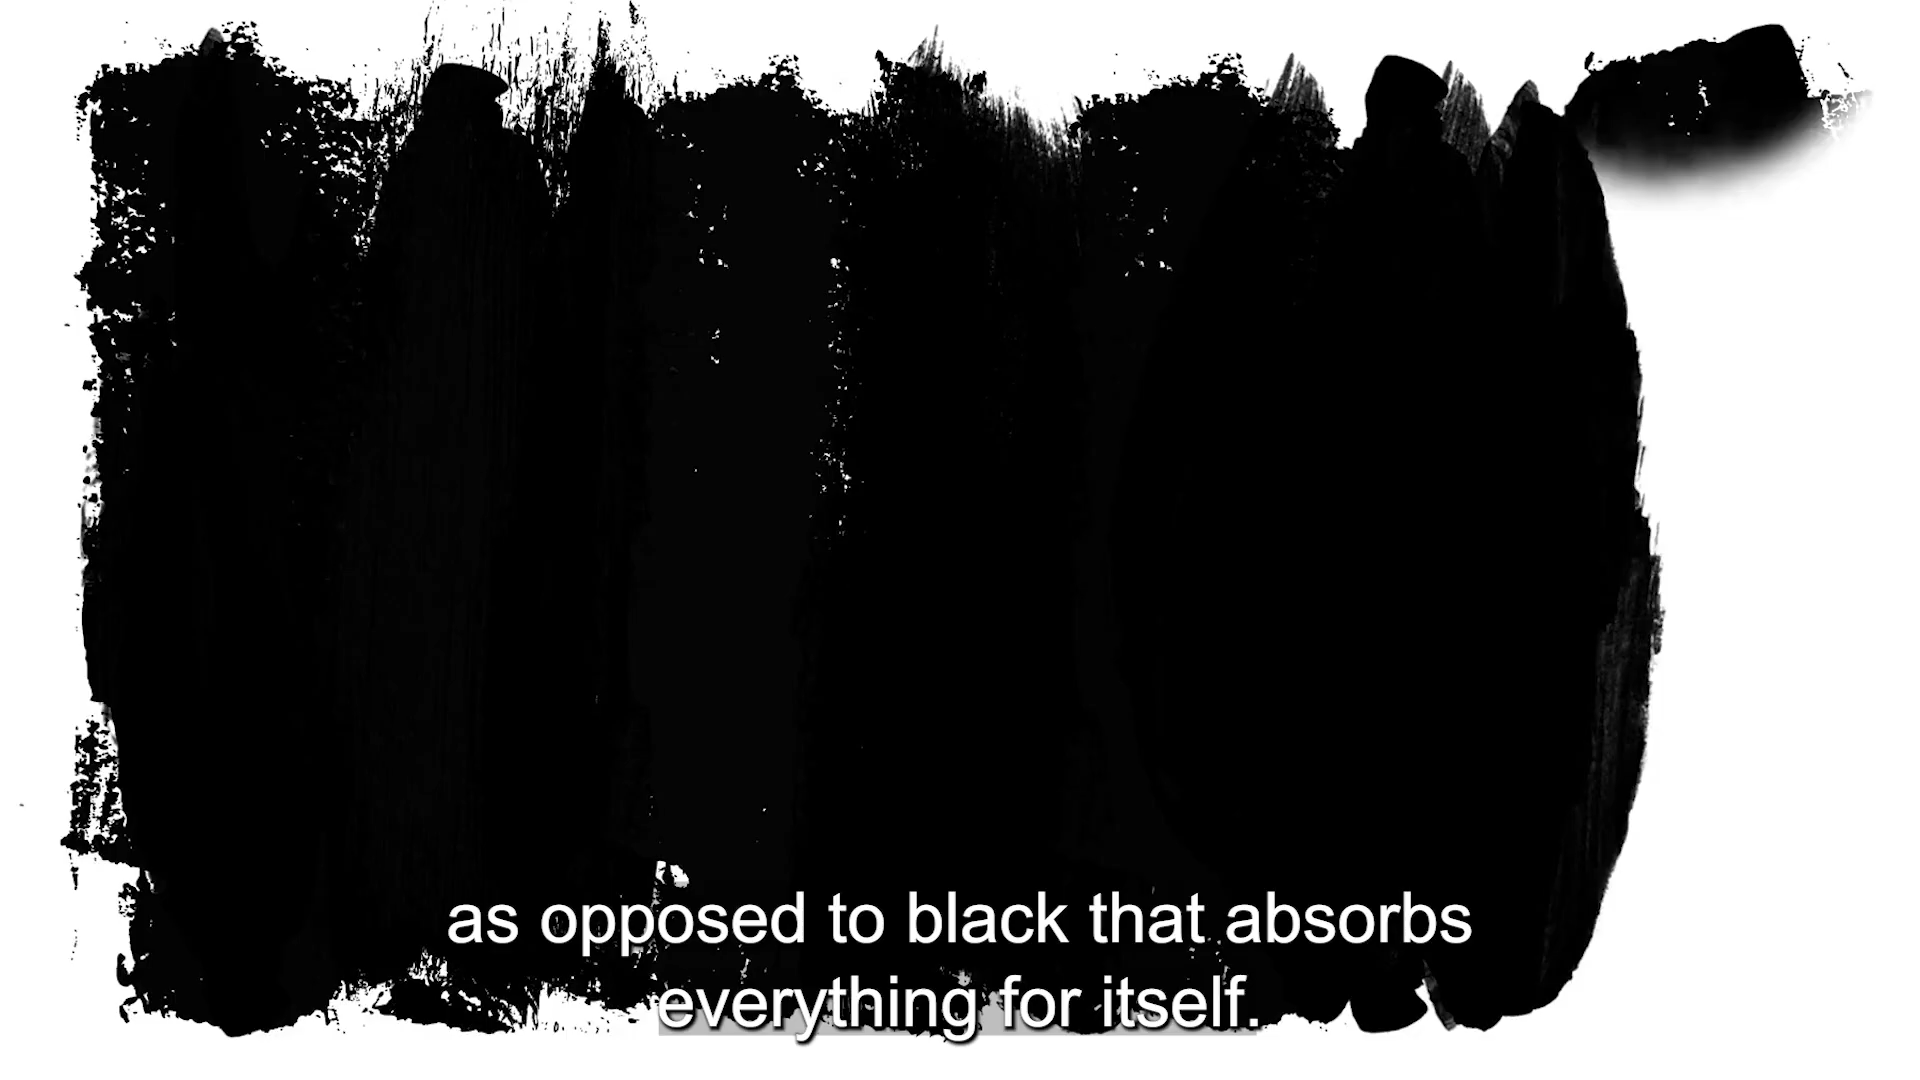 as opposed to black that absorbs
everything for itself.